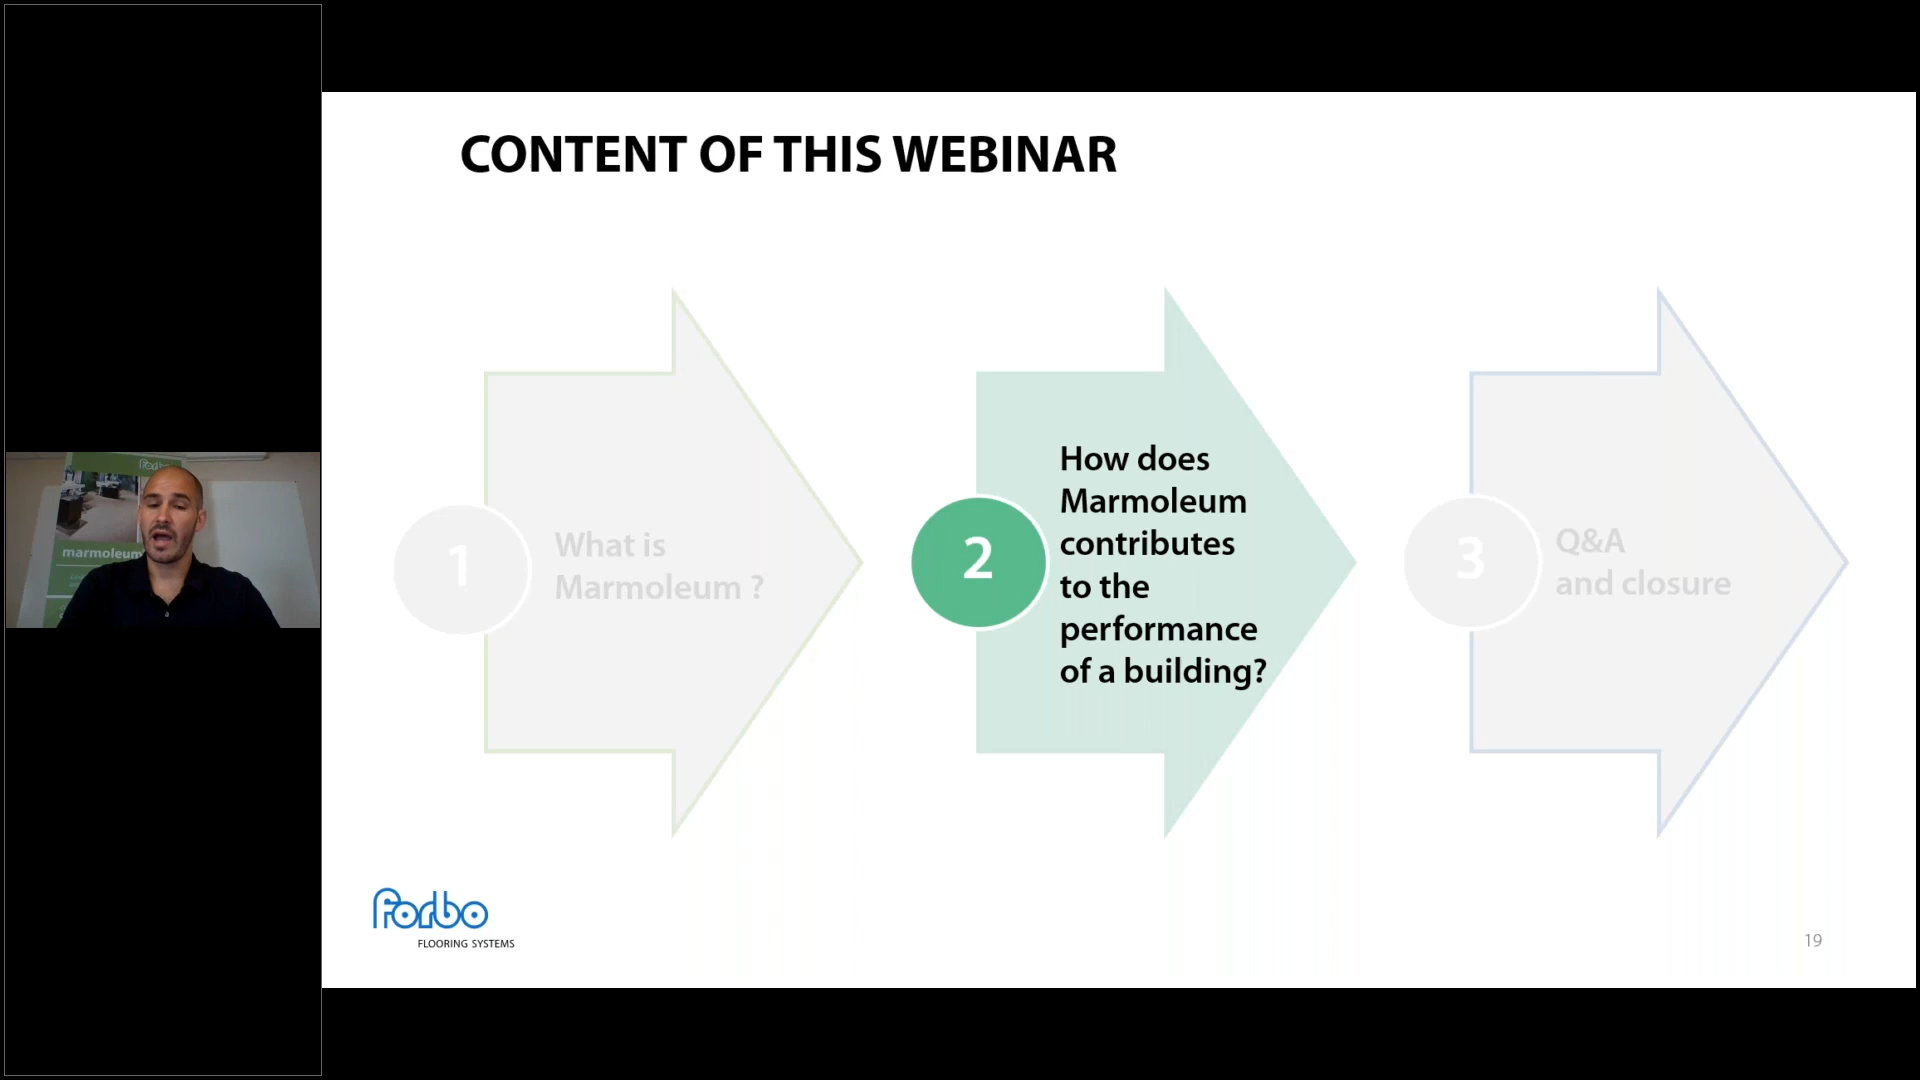 CONTENT OF THIS WEBINAR
1
What is
Marmoleum ?
2
How does
Marmoleum
contributes
to the
performance
of a building?
3
Q&A
and closure
forbo
FLOORING SYSTEMS
19
marmoleum